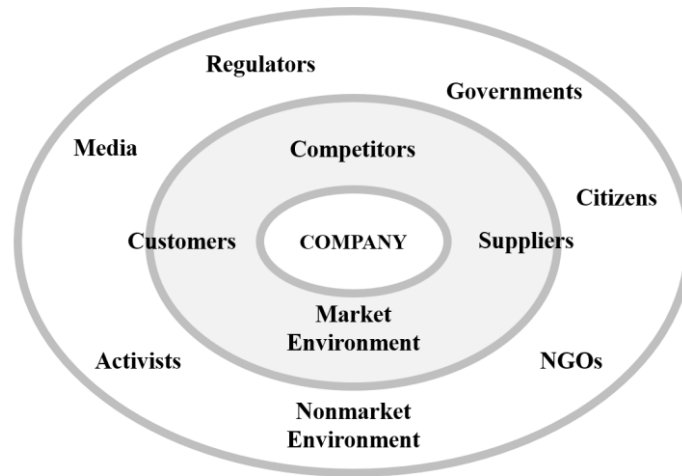 Regulators
Governments
Media
Competitors
Citizens
Customers
COMPANY
Suppliers
Market
Environment
Activists
NGOs
Nonmarket
Environment